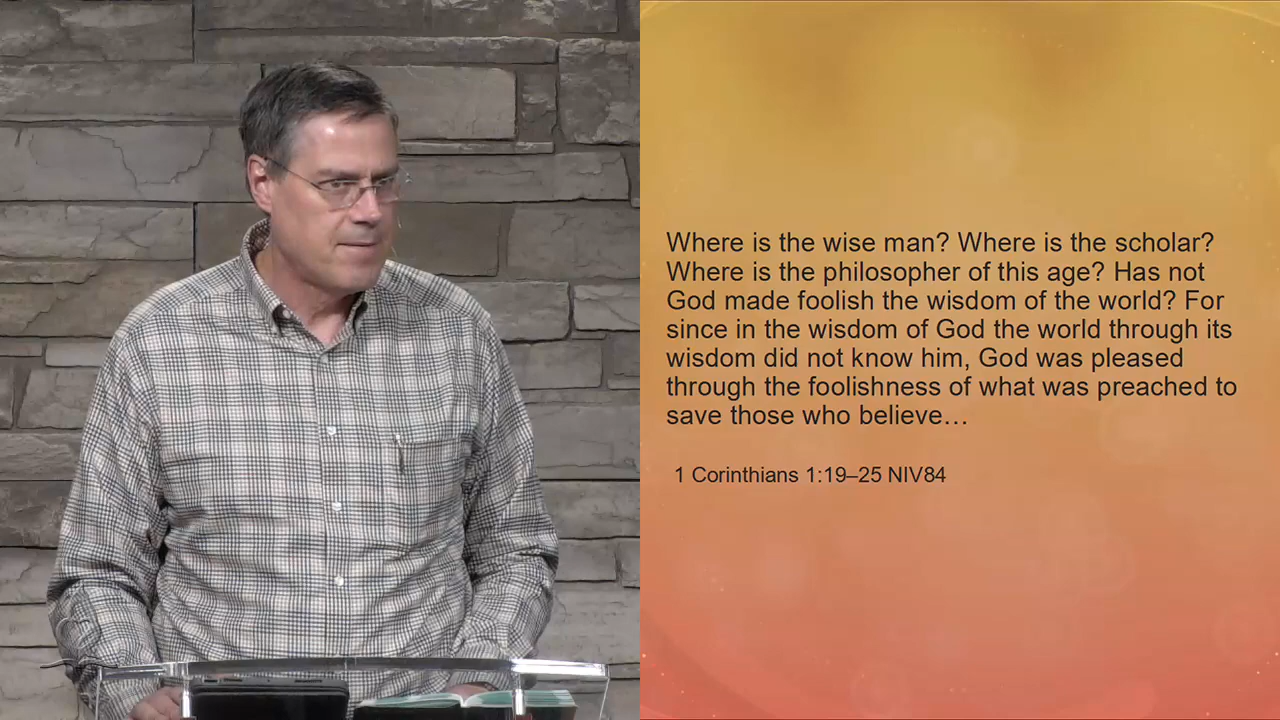 Where is the wise man? Where is the scholar?
Where is the philosopher of this age? Has not
God made foolish the wisdom of the world? For
since in the wisdom of God the world through its
wisdom did not know him, God was pleased
through the foolishness of what was preached to
save those who believe…
1 Corinthians 1:19–25 NIV84